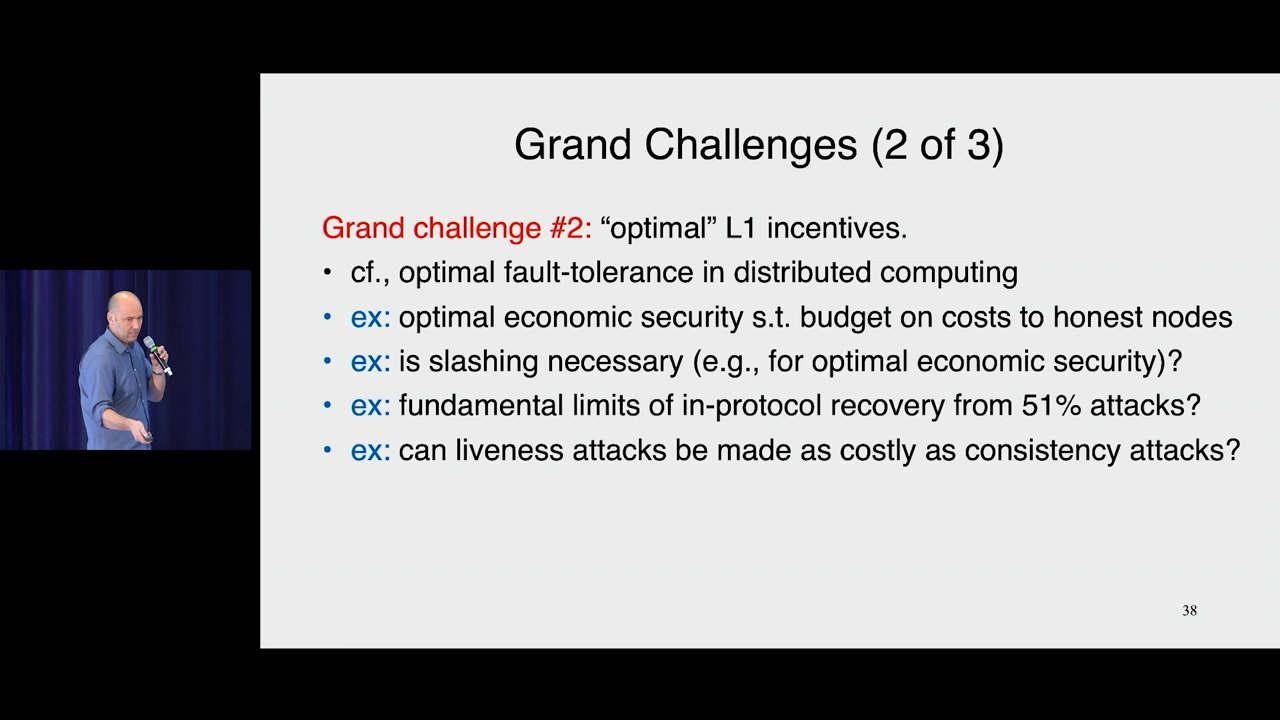 Grand Challenges (2 of 3)
Grand challenge #2: “optimal” L1 incentives.
• cf., optimal fault-tolerance in distributed computing
• ex: optimal economic security s.t. budget on costs to honest nodes
• ex: is slashing necessary (e.g., for optimal economic security)?
• ex: fundamental limits of in-protocol recovery from 51% attacks?
• ex: can liveness attacks be made as costly as consistency attacks?
38